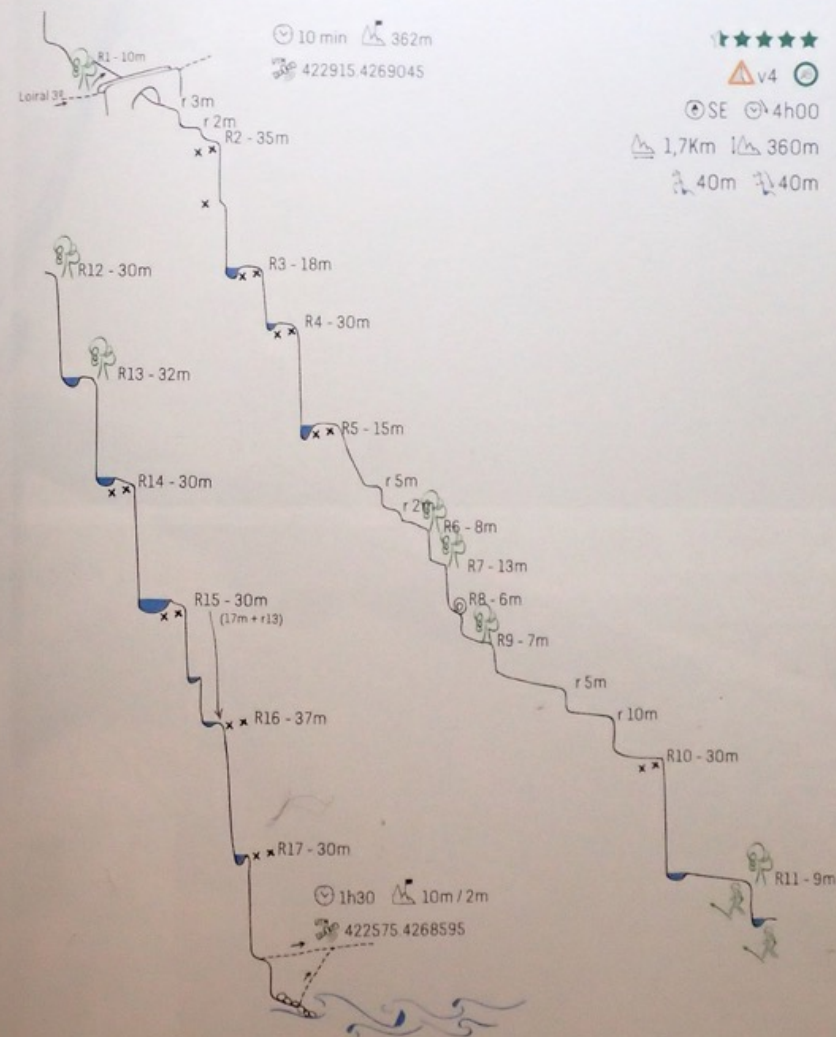 10 min 362m
422915.4269045
v4
SE 4h00
1,7Km 360m
40m 40m
R1 - 10m
r 3m
r 2m
R2 - 35m
R3 - 18m
R4 - 30m
R5 - 15m
r 5m
r 2m
R6 - 8m
R7 - 13m
R8 - 6m
R9 - 7m
r 5m
r 10m
R10 - 30m
R11 - 9m
R12 - 30m
R13 - 32m
R14 - 30m
R15 - 30m
(17m + r13)
R16 - 37m
R17 - 30m
1h30 10m / 2m
422575.4268595